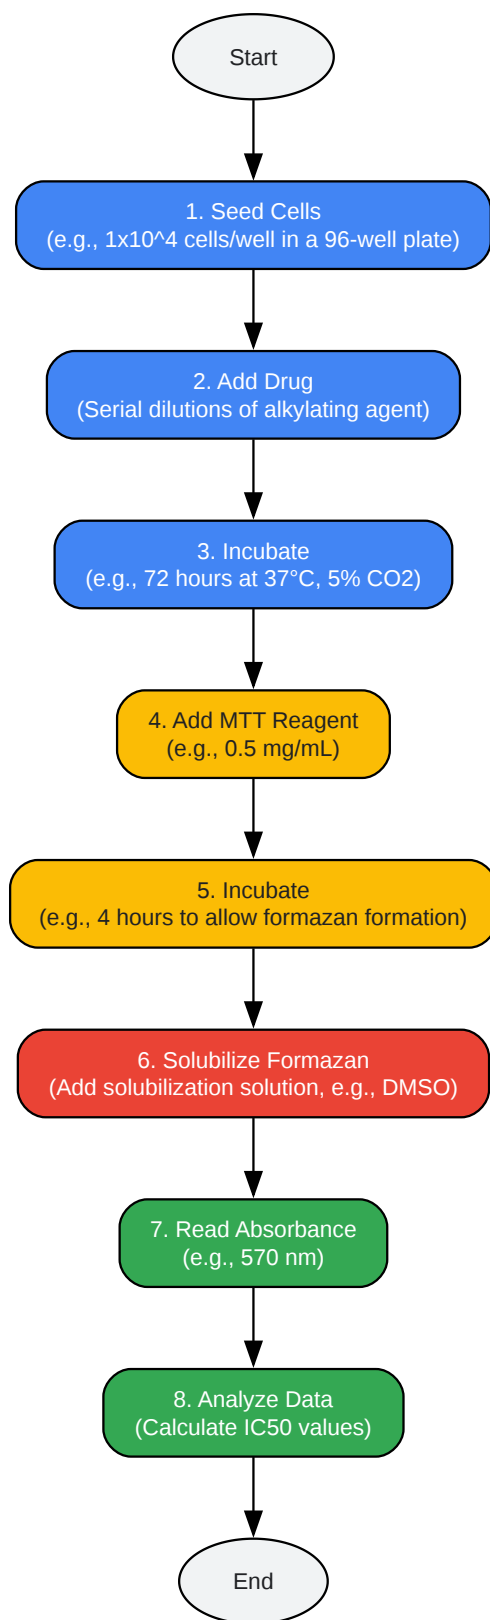 Start
1. Seed Cells
(e.g., 1x10^4 cells/well in a 96-well plate)
2. Add Drug
(Serial dilutions of alkylating agent)
3. Incubate
(e.g., 72 hours at 37°C, 5% CO2)
4. Add MTT Reagent
(e.g., 0.5 mg/mL)
5. Incubate
(e.g., 4 hours to allow formazan formation)
6. Solubilize Formazan
(Add solubilization solution, e.g., DMSO)
7. Read Absorbance
(e.g., 570 nm)
8. Analyze Data
(Calculate IC50 values)
End